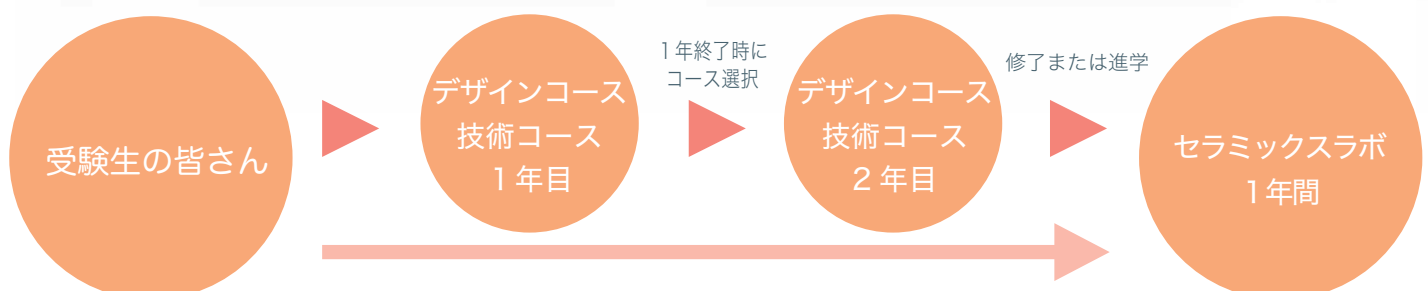 受験生の皆さん
デザインコース
技術コース
1年目
1年終了時に
コース選択
デザインコース
技術コース
2年目
修了または進学
セラミックスラボ
1年間